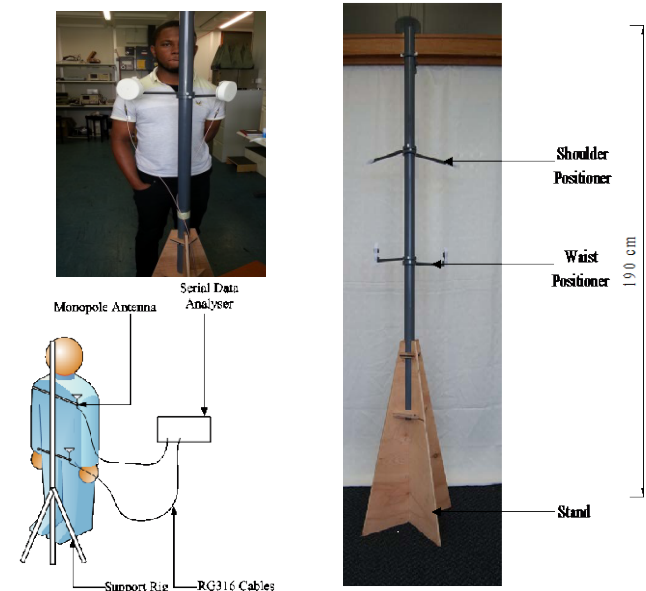 Shoulder
Positioner
Waist
Positioner
190 cm
Stand
Serial Data
Analyser
Monopole Antenna
Support Rig
RG316 Cables